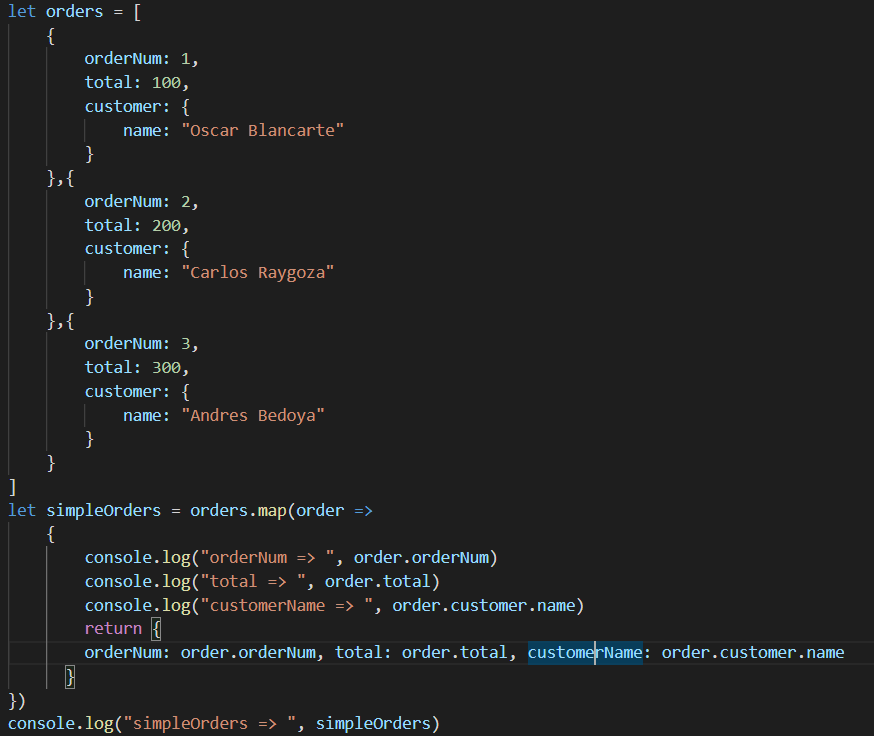 let orders = [
    {
        orderNum: 1,
        total: 100,
        customer: {
            name: "Oscar Blancarte"
        }
    },{
        orderNum: 2,
        total: 200,
        customer: {
            name: "Carlos Raygoza"
        }
    },{
        orderNum: 3,
        total: 300,
        customer: {
            name: "Andres Bedoya"
        }
    }
]
let simpleOrders = orders.map(order =>
    {
        console.log("orderNum => ", order.orderNum)
        console.log("total => ", order.total)
        console.log("customerName => ", order.customer.name)
        return {
        orderNum: order.orderNum, total: order.total, customerName: order.customer.name
      }
})
console.log("simpleOrders => ", simpleOrders)